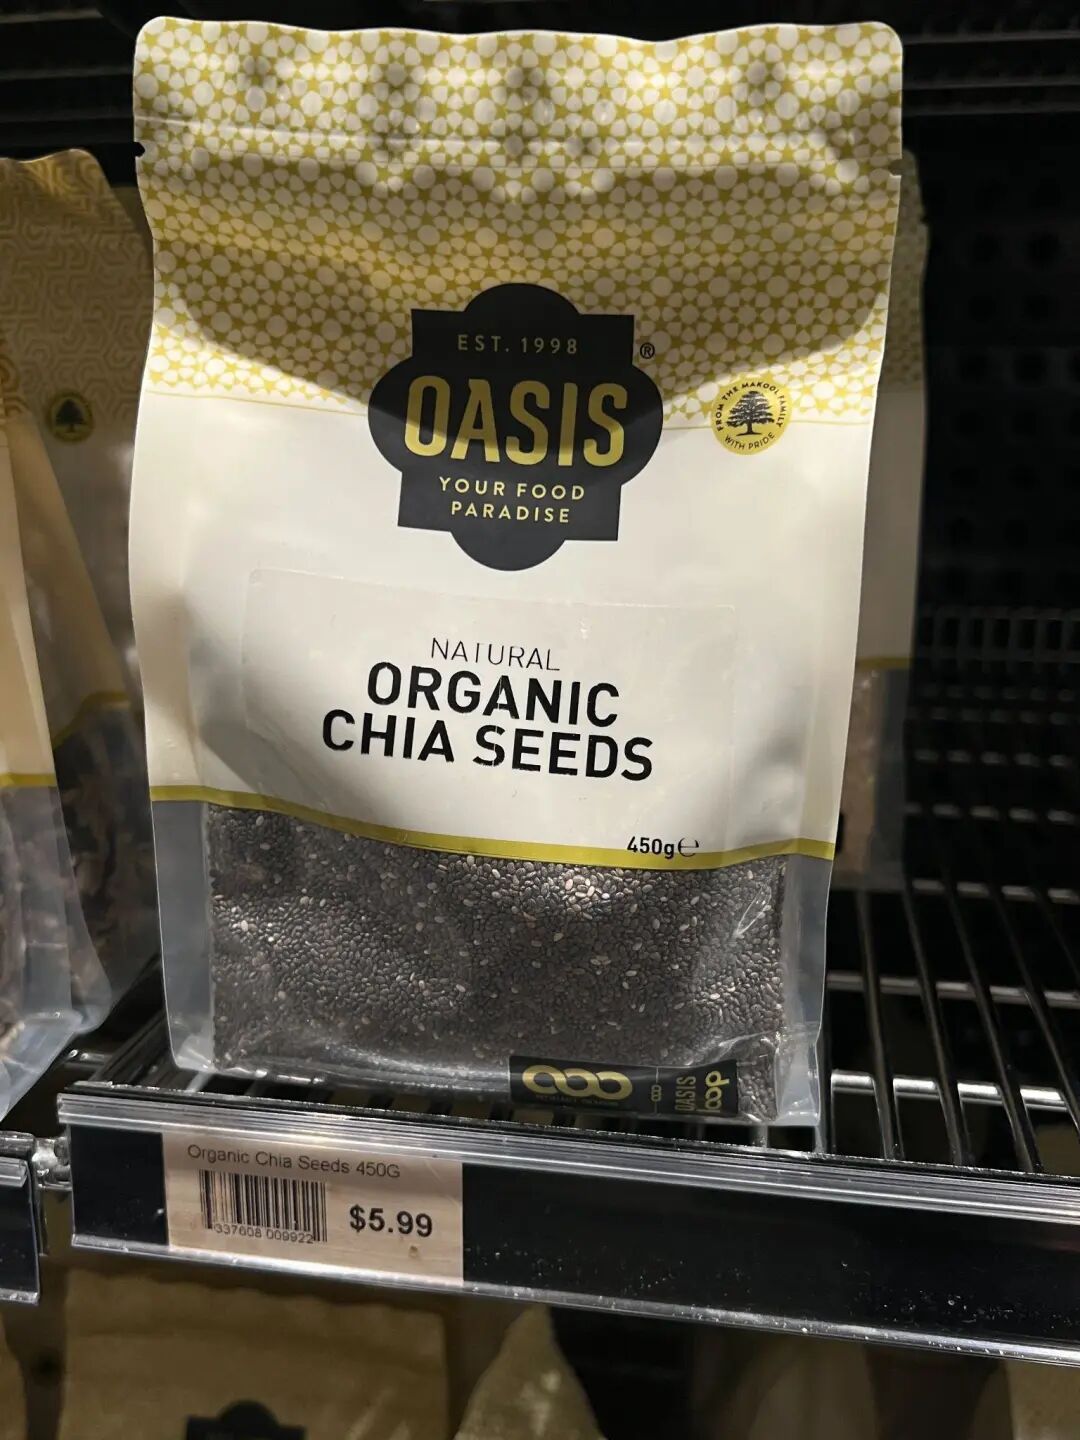 EST. 1998
OASIS®
YOUR FOOD
PARADISE
FROM THE MAKOOL FAMILY
WITH PRIDE
NATURAL
ORGANIC
CHIA SEEDS
450g℮
OASIS
loop
Organic Chia Seeds 450G
337608 009922
$5.99